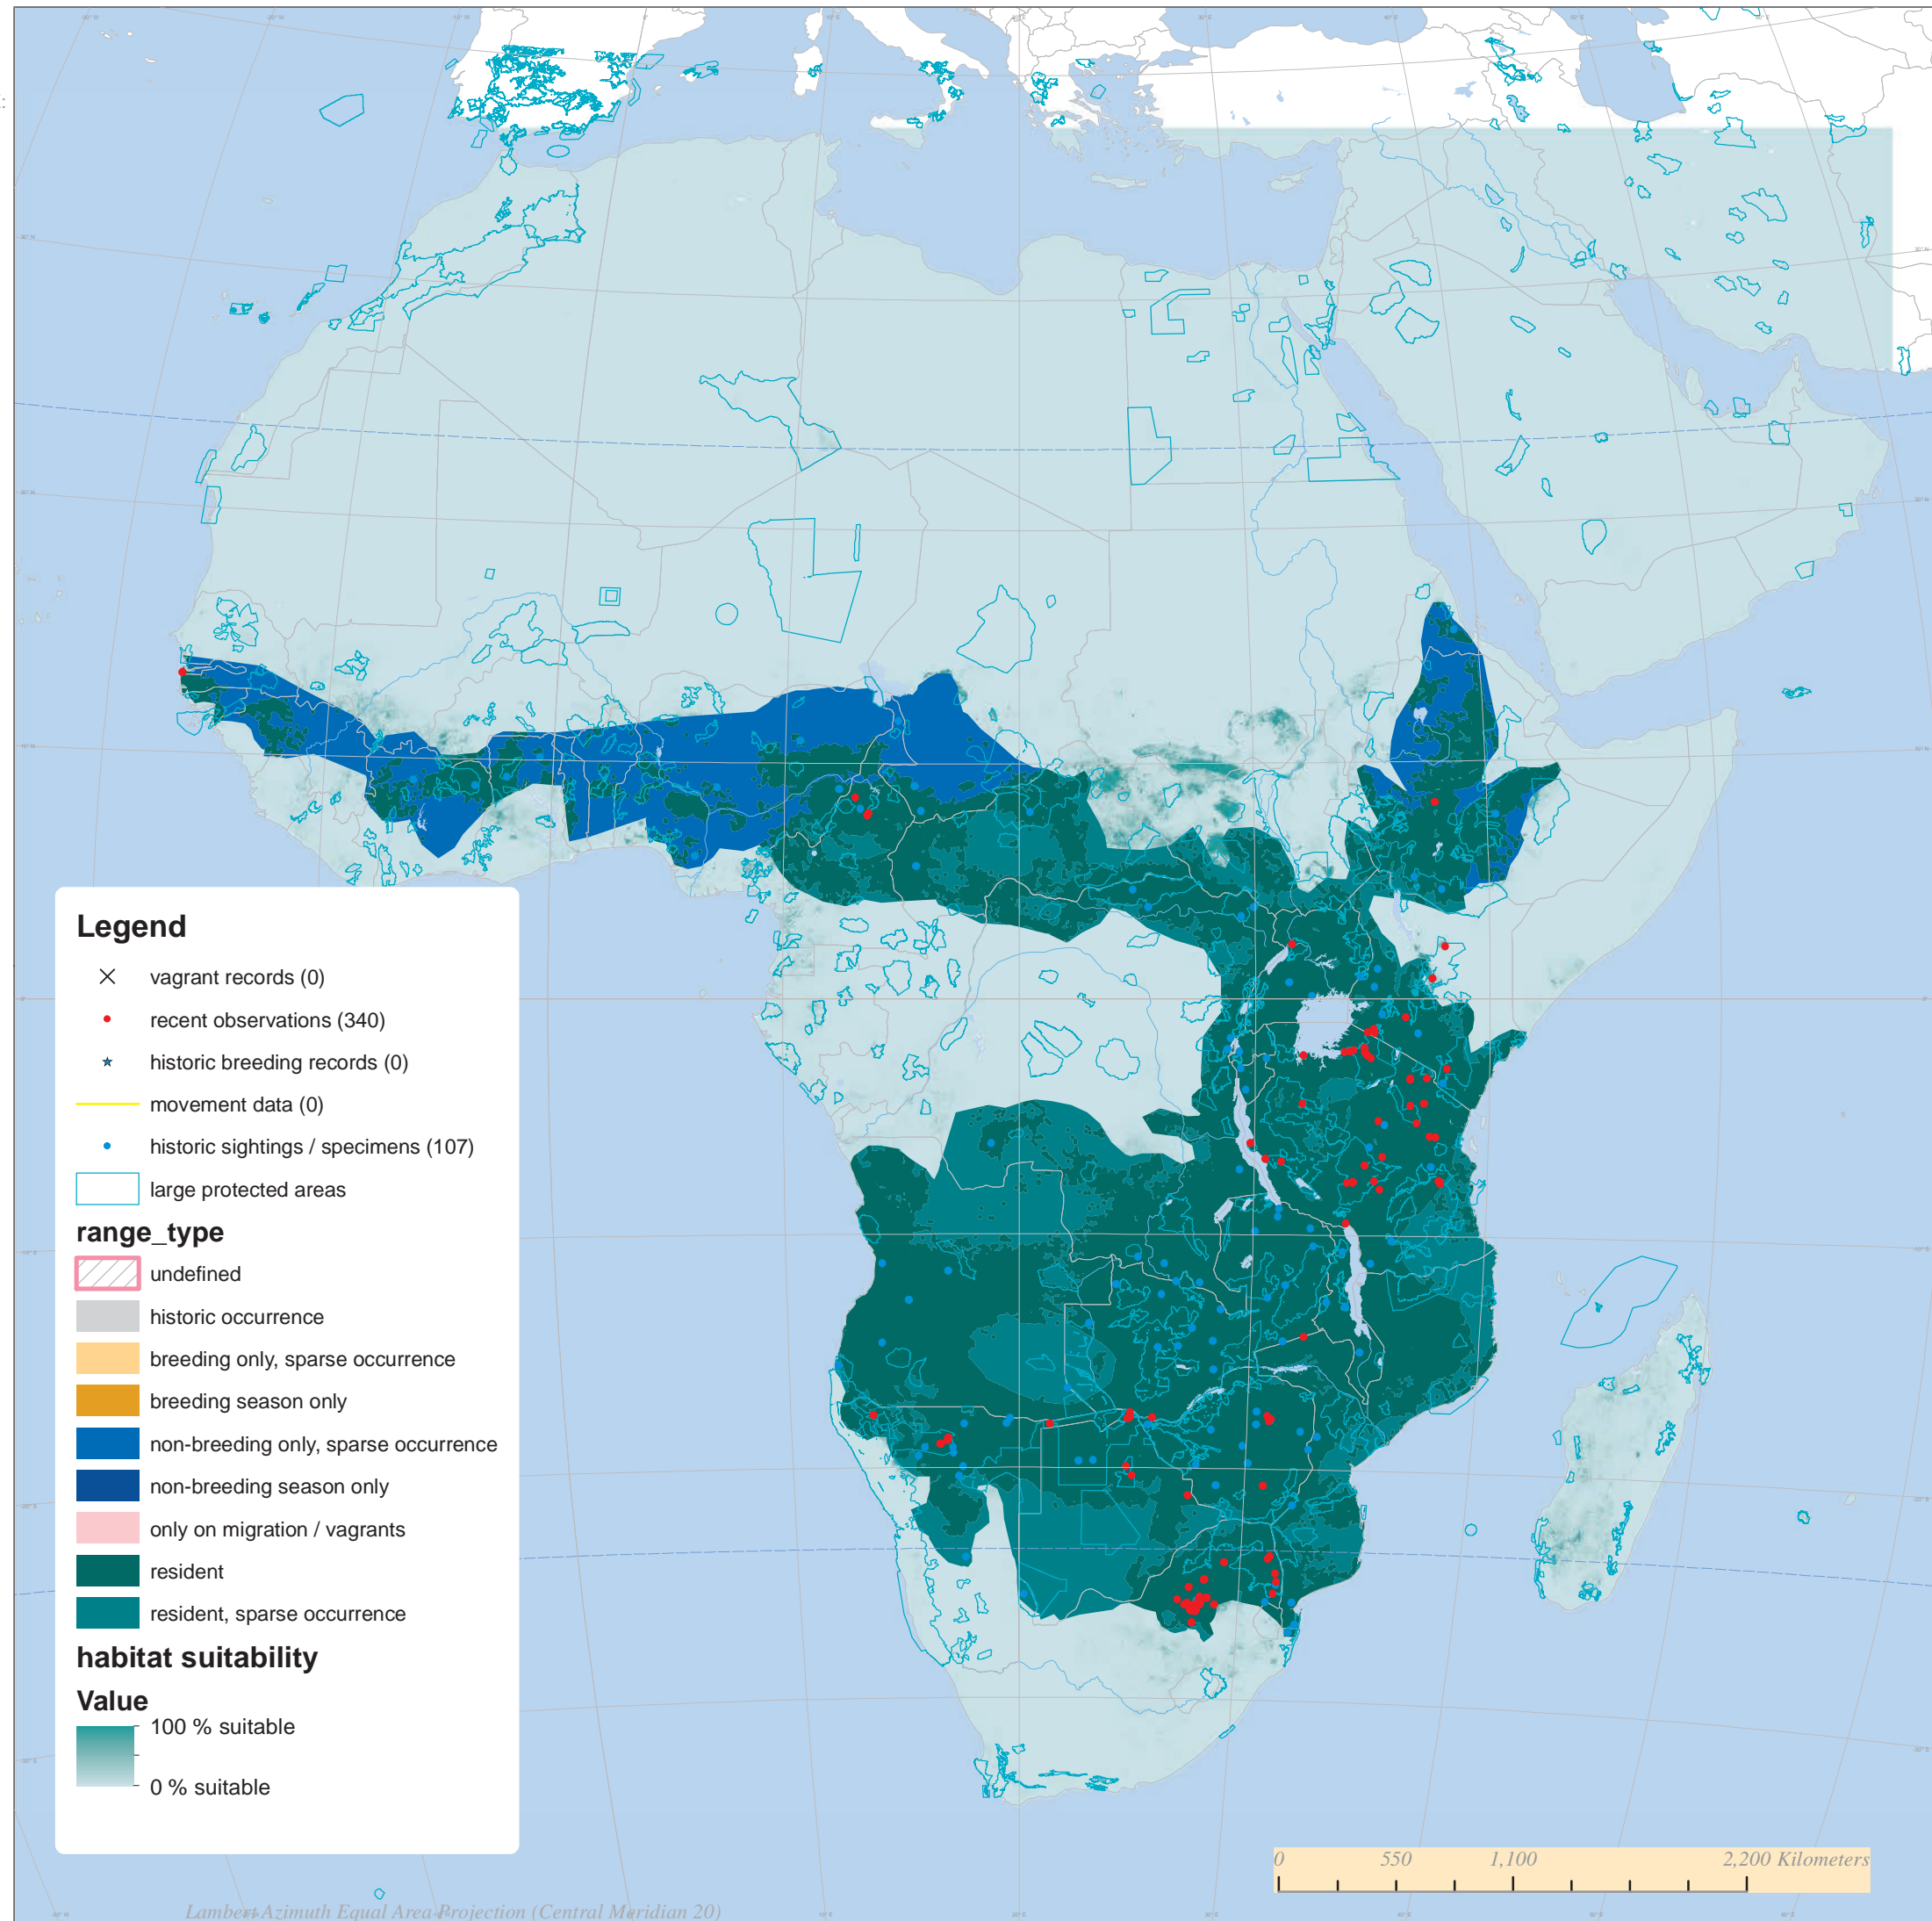 Legend
vagrant records (0)
recent observations (340)
historic breeding records (0)
movement data (0)
historic sightings / specimens (107)
large protected areas
range_type
undefined
historic occurrence
breeding only, sparse occurrence
breeding season only
non-breeding only, sparse occurrence
non-breeding season only
only on migration / vagrants
resident
resident, sparse occurrence
habitat suitability
Value
100 % suitable
0 % suitable
0 550 1,100 2,200 Kilometers
Lambert Azimuth Equal Area Projection (Central Meridian 20)